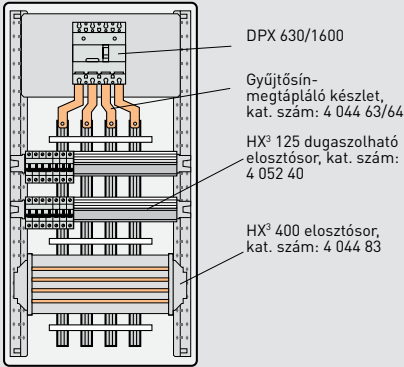 DPX 630/1600
Gyűjtősín-
megtápláló készlet,
kat. szám: 4 044 63/64
HX³ 125 dugaszolható
elosztósor, kat. szám:
4 052 40
HX³ 400 elosztósor,
kat. szám: 4 044 83